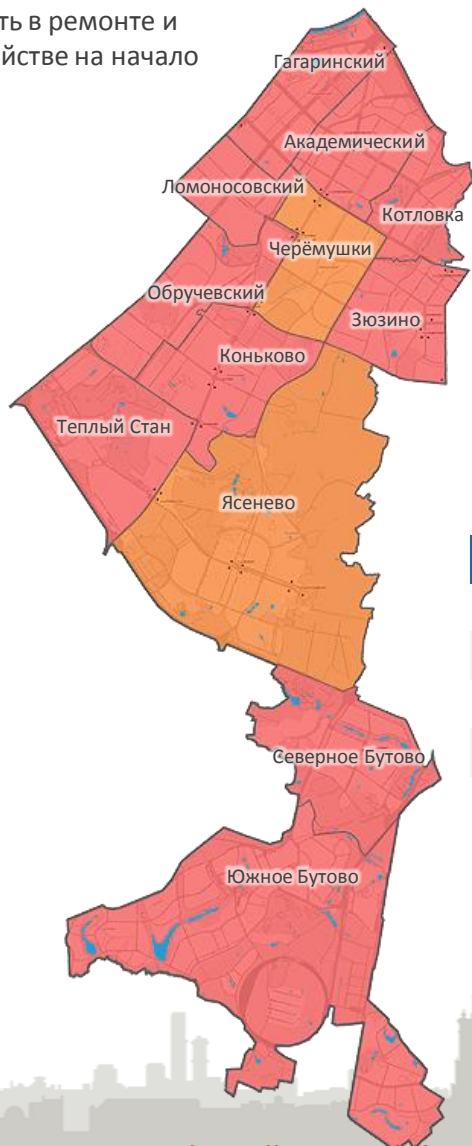 ть в ремонте и
йстве на начало
Гагаринский
Академический
Ломоносовский
Котловка
Черёмушки
Обручевский
Зюзино
Коньково
Теплый Стан
Ясенево
Северное Бутово
Южное Бутово